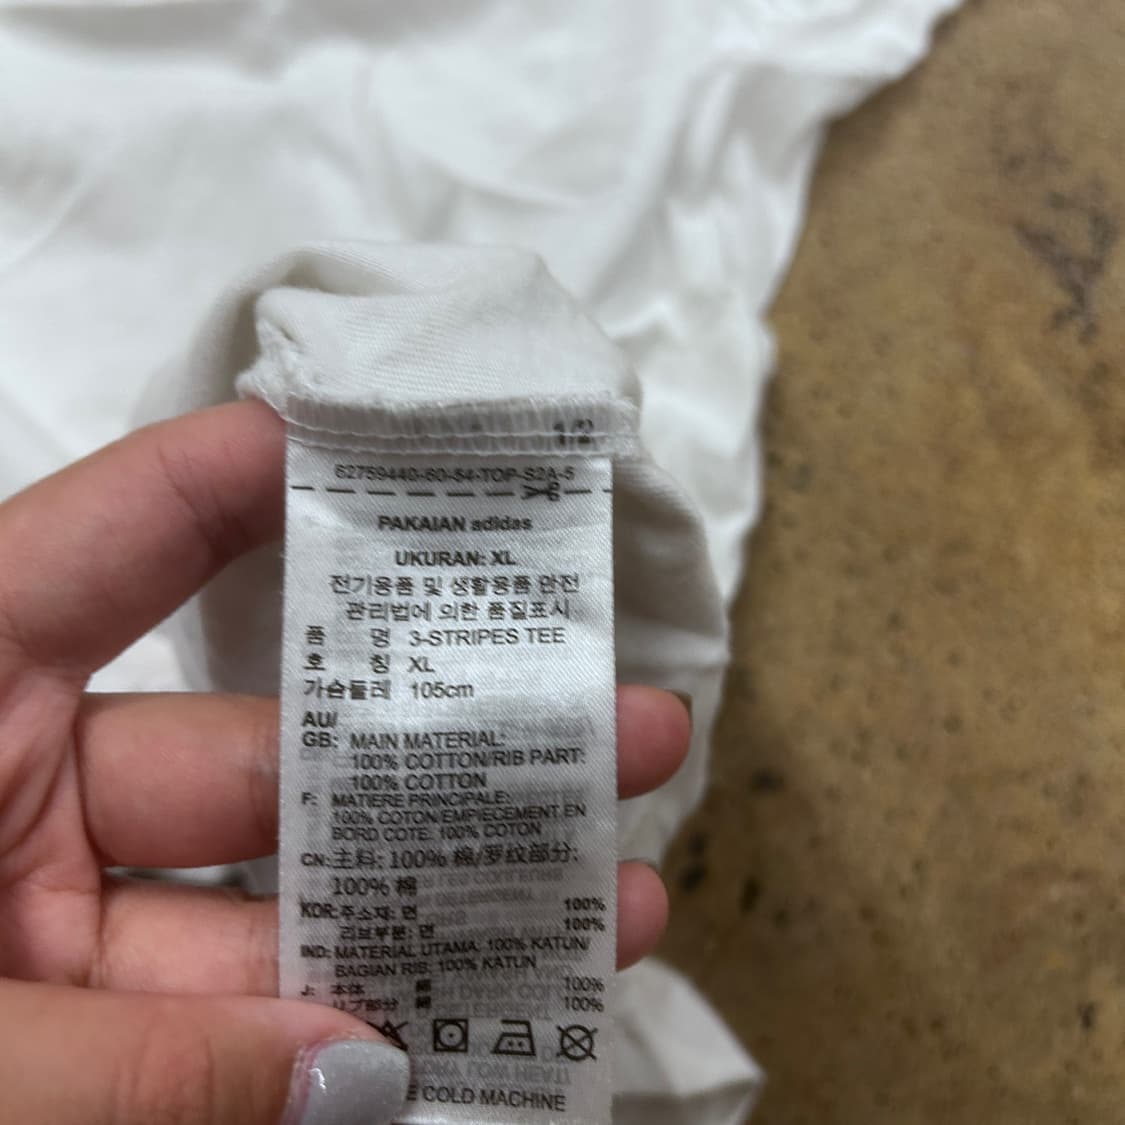 1/2
62759440-60-54-TOP-S2A-5
PAKAIAN adidas
UKURAN: XL
전기용품 및 생활용품 안전
관리법에 의한 품질표시
품 명 3-STRIPES TEE
호 칭 XL
가슴둘레 105cm
AU/
GB: MAIN MATERIAL:
100% COTTON/RIB PART:
100% COTTON
F: MATIERE PRINCIPALE:
100% COTON/EMPIECEMENT EN
BORD COTE: 100% COTON
CN: 主料: 100% 棉/罗纹部分:
100% 棉
KOR: 주소재: 면 100%
리브부분: 면 100%
IND: MATERIAL UTAMA: 100% KATUN/
BAGIAN RIB: 100% KATUN
J: 本体 綿 100%
リブ部分 綿 100%
COLD MACHINE